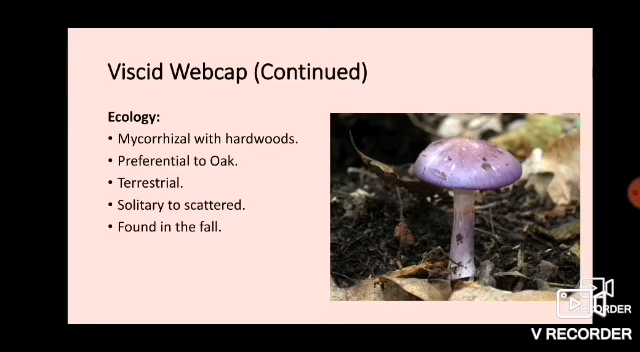 Viscid Webcap (Continued)
Ecology:
• Mycorrhizal with hardwoods.
• Preferential to Oak.
• Terrestrial.
• Solitary to scattered.
• Found in the fall.
RECORDER
V RECORDER